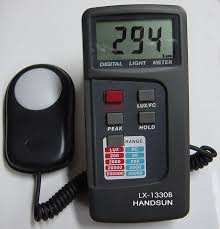 294
Lux
DIGITAL LIGHT METER
LUX/FC
PEAK
HOLD
RANGE
LUX FC
200 20
2000 200
20000 2000
200000 20000
LX-1330B
HANDSUN